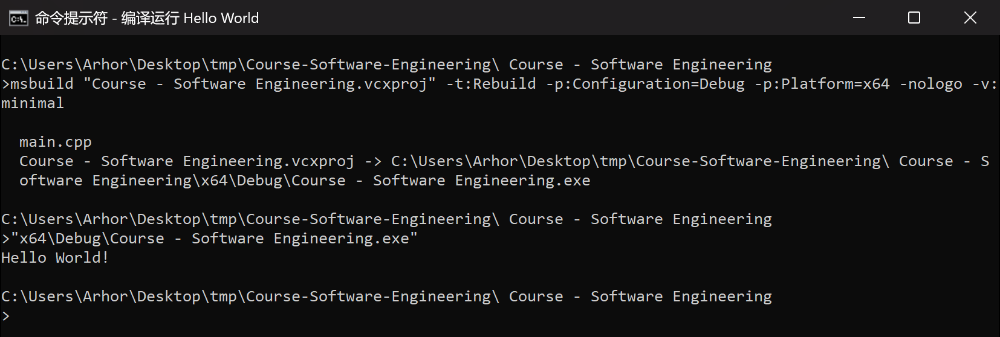 命令提示符 - 编译运行 Hello World
C:\Users\Arhor\Desktop\tmp\Course-Software-Engineering\ Course - Software Engineering
>msbuild "Course - Software Engineering.vcxproj" -t:Rebuild -p:Configuration=Debug -p:Platform=x64 -nologo -v:
minimal
main.cpp
Course - Software Engineering.vcxproj -> C:\Users\Arhor\Desktop\tmp\Course-Software-Engineering\ Course - S
oftware Engineering\x64\Debug\Course - Software Engineering.exe
C:\Users\Arhor\Desktop\tmp\Course-Software-Engineering\ Course - Software Engineering
>"x64\Debug\Course - Software Engineering.exe"
Hello World!
C:\Users\Arhor\Desktop\tmp\Course-Software-Engineering\ Course - Software Engineering
>